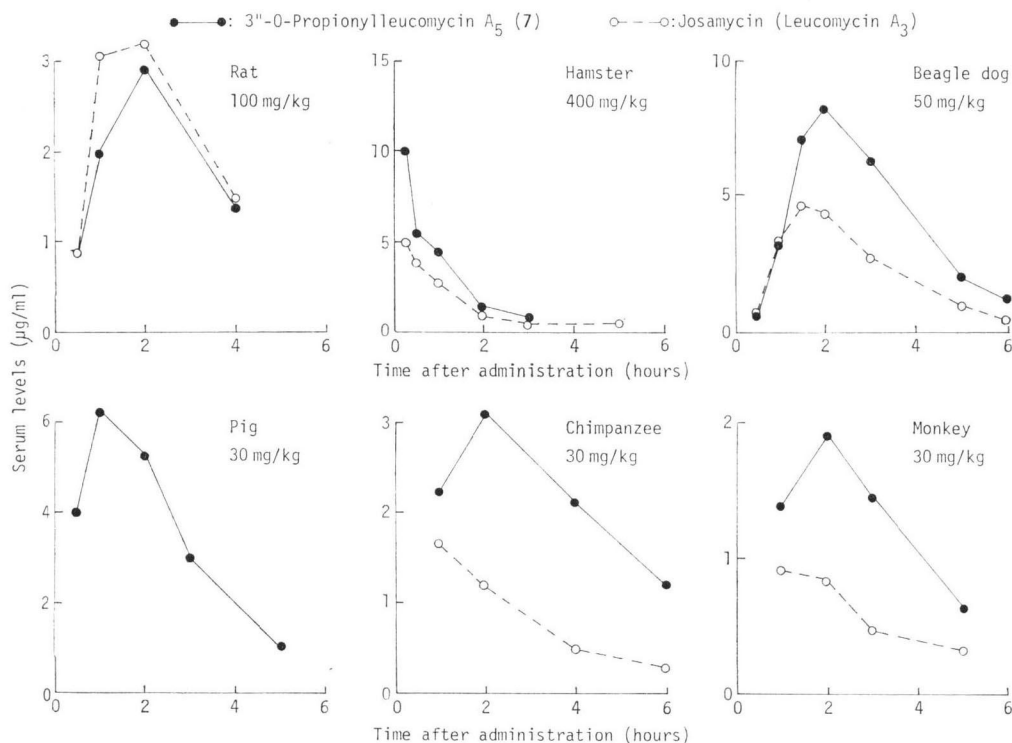 ●—●: 3"-O-Propionylleucomycin A₅ (7) ○---○:Josamycin (Leucomycin A₃)
Serum levels (μg/ml)
Rat
100 mg/kg
3
2
1
0
0 2 4 6
Hamster
400 mg/kg
15
10
5
0
0 2 4 6
Beagle dog
50 mg/kg
10
5
0
0 2 4 6
Time after administration (hours)
Pig
30 mg/kg
6
4
2
0
0 2 4 6
Chimpanzee
30 mg/kg
3
2
1
0
0 2 4 6
Monkey
30 mg/kg
2
1
0
0 2 4 6
Time after administration (hours)